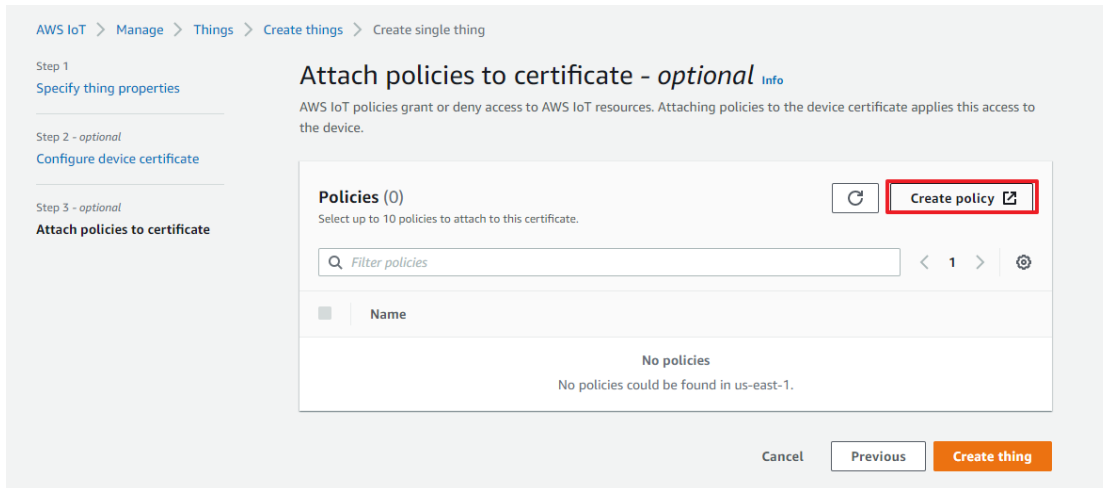 AWS IoT > Manage > Things > Create things > Create single thing
Step 1
Specify thing properties
Step 2 - optional
Configure device certificate
Step 3 - optional
Attach policies to certificate
Attach policies to certificate - optional Info
AWS IoT policies grant or deny access to AWS IoT resources. Attaching policies to the device certificate applies this access to
the device.
Policies (0)
Select up to 10 policies to attach to this certificate.
Create policy
Filter policies
1
Name
No policies
No policies could be found in us-east-1.
Cancel
Previous
Create thing